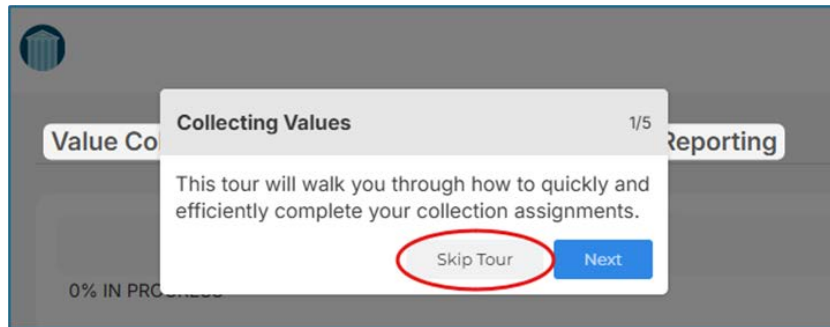 Collecting Values 1/5
Value Co Reporting
This tour will walk you through how to quickly and
efficiently complete your collection assignments.
Skip Tour Next
0% IN PROGRESS